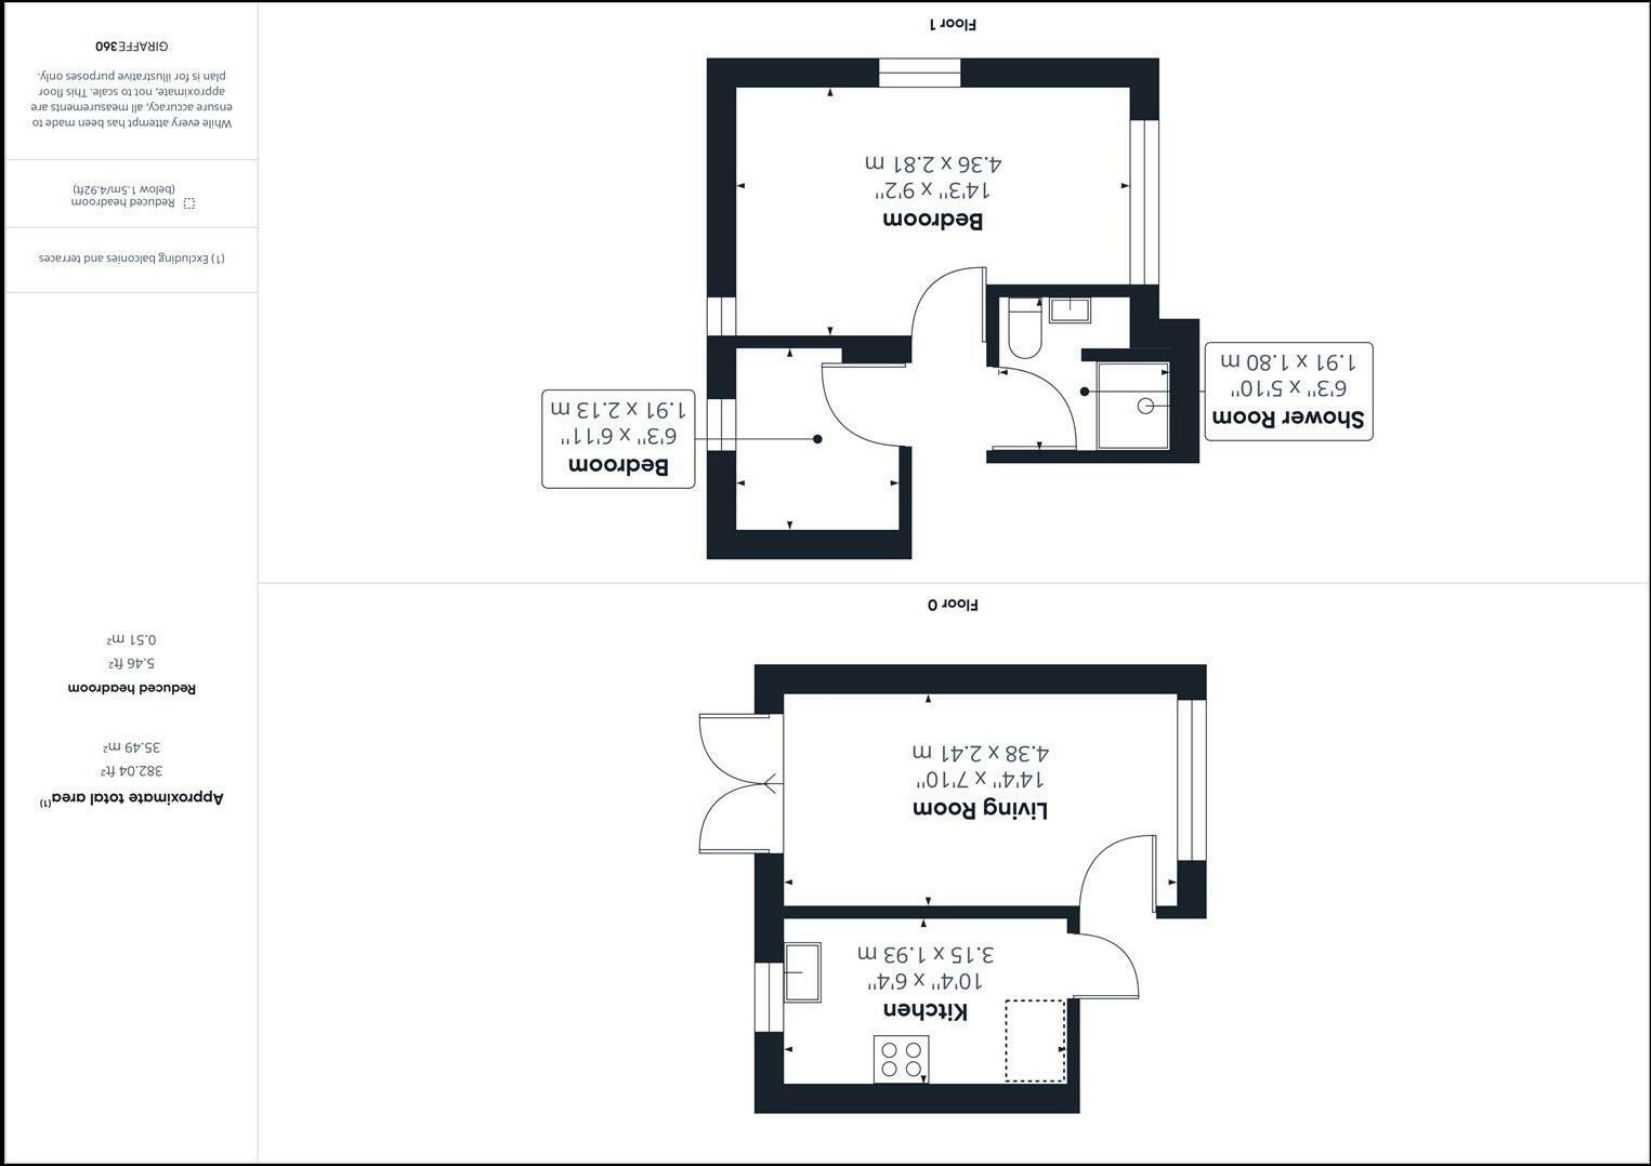 Kitchen
10'4" x 6'4"
3.15 x 1.93 m
Living Room
14'4" x 7'10"
4.38 x 2.41 m
Floor 0
Bedroom
6'3" x 6'11"
1.91 x 2.13 m
Shower Room
6'3" x 5'10"
1.91 x 1.80 m
Bedroom
14'3" x 9'2"
4.36 x 2.81 m
Floor 1
Approximate total area(1)
382.04 ft²
35.49 m²
Reduced headroom
5.46 ft²
0.51 m²
(1) Excluding balconies and terraces
Reduced headroom
(below 1.5m/4.92ft)
While every attempt has been made to
ensure accuracy, all measurements are
approximate, not to scale. This floor
plan is for illustrative purposes only.
GIRAFFE360